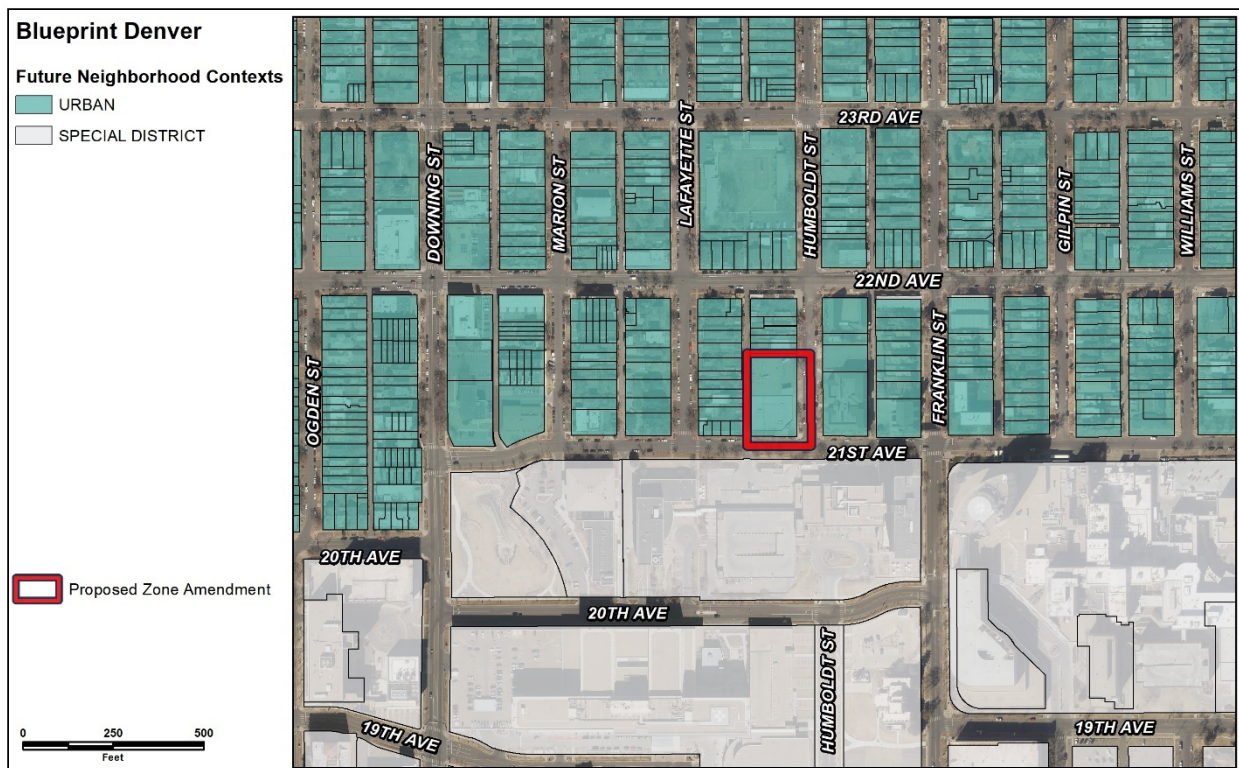 Blueprint Denver
Future Neighborhood Contexts
URBAN
SPECIAL DISTRICT
Proposed Zone Amendment
0 250 500
Feet
23RD AVE
DOWNING ST
MARION ST
LAFAYETTE ST
HUMBOLDT ST
GILPIN ST
WILLIAMS ST
22ND AVE
OGDEN ST
FRANKLIN ST
21ST AVE
20TH AVE
20TH AVE
HUMBOLDT ST
19TH AVE
19TH AVE